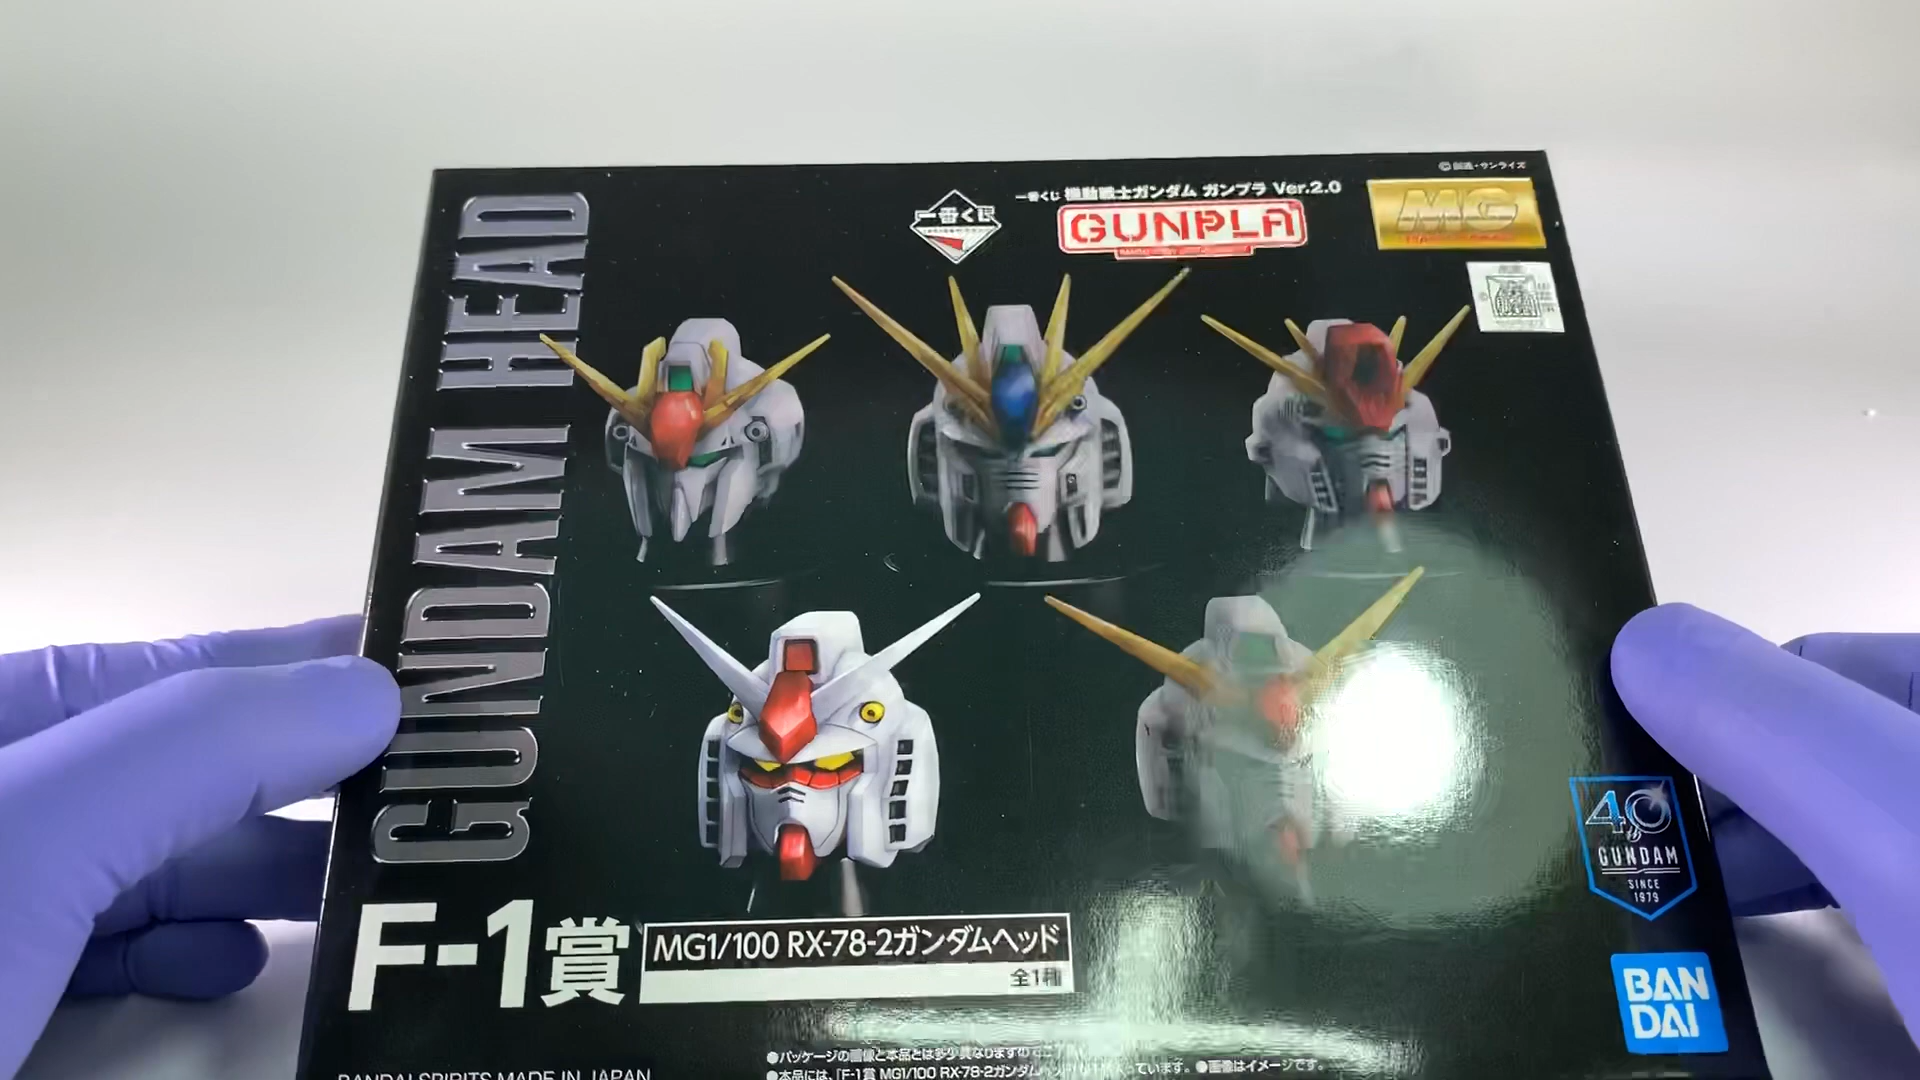 ©創通・サンライズ
一番くじ 機動戦士ガンダム ガンプラ Ver.2.0
一番くじ
GUNPLA
MG
GUNDAM HEAD
40th
GUNDAM
SINCE
1979
F-1賞
MG1/100 RX-78-2ガンダムヘッド
全1種
BAN
DAI
●パッケージの画像と本品とは多少異なりますので
ています。●画像はイメージです。
●本品には、「F-1賞 MG1/100 RX-78-2ガンダム
BANDAI SPIRITS MADE IN JAPAN